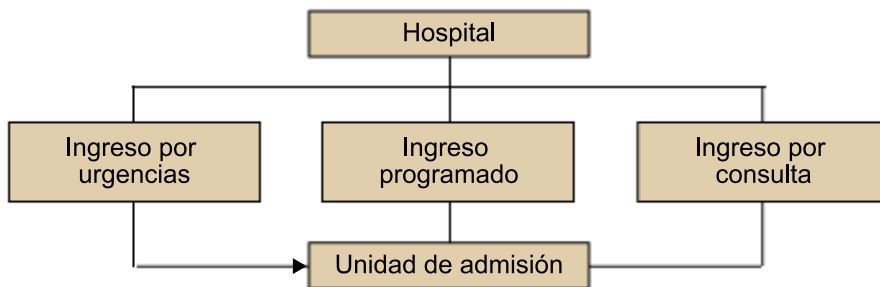 Hospital
Ingreso por
urgencias
Ingreso
programado
Ingreso por
consulta
Unidad de admisión